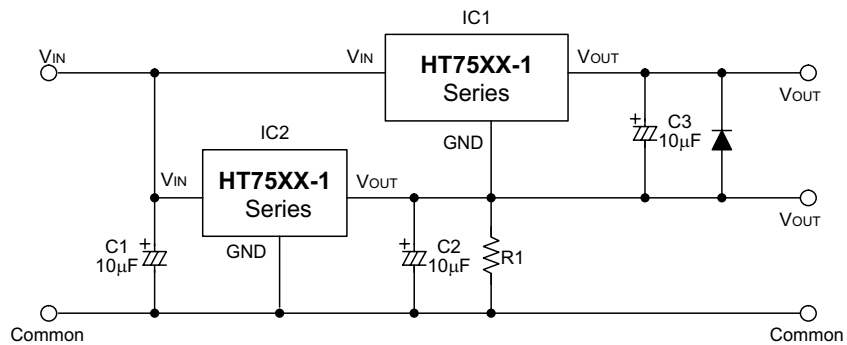 IC1
VIN
VIN
HT75XX-1
Series
VOUT
VOUT
GND
C3
10μF
IC2
VIN
HT75XX-1
Series
VOUT
VOUT
GND
C1
10μF
C2
10μF
R1
Common
Common